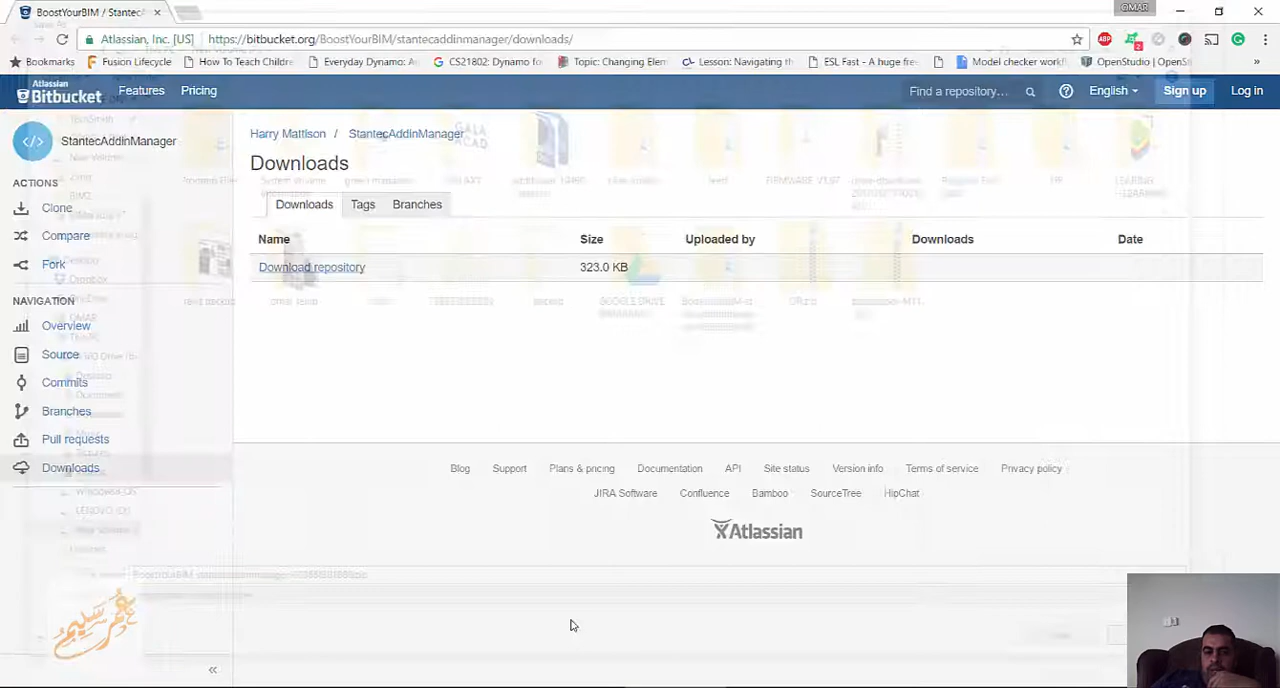 BoostYourBIM / Stantec
OMAR
Atlassian, Inc. [US] https://bitbucket.org/BoostYourBIM/stantecaddinmanager/downloads/
Bookmarks Fusion Lifecycle How To Teach Childre Everyday Dynamo: A CS21802: Dynamo fo Topic: Changing Elem Lesson: Navigating th ESL Fast - A huge fre Model checker workf OpenStudio | OpenSt »
Atlassian
Bitbucket Features Pricing Find a repository... English Sign up Log in
StantecAddinManager
Harry Mattison / StantecAddinManager
Downloads
ACTIONS
Clone
Compare
Fork
Downloads Tags Branches
Name Size Uploaded by Downloads Date
Download repository 323.0 KB
NAVIGATION
Overview
Source
Commits
Branches
Pull requests
Downloads
Blog Support Plans & pricing Documentation API Site status Version info Terms of service Privacy policy
JIRA Software Confluence Bamboo SourceTree HipChat
Atlassian
عمر سليم
«